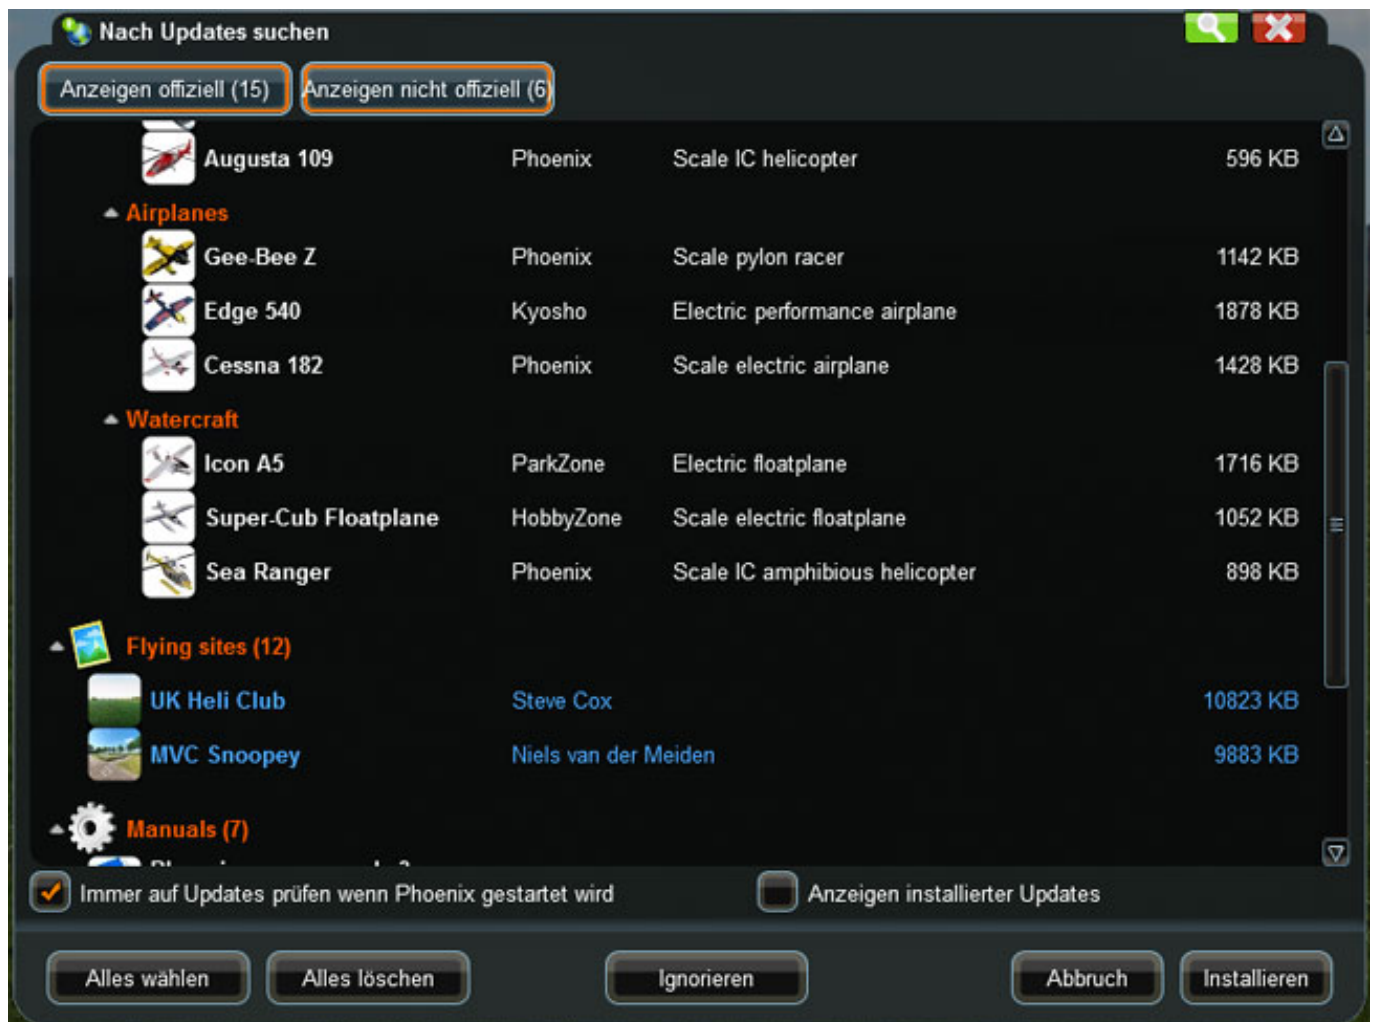 Nach Updates suchen
Anzeigen offiziell (15) Anzeigen nicht offiziell (6)
Augusta 109 Phoenix Scale IC helicopter 596 KB
Airplanes
Gee-Bee Z Phoenix Scale pylon racer 1142 KB
Edge 540 Kyosho Electric performance airplane 1878 KB
Cessna 182 Phoenix Scale electric airplane 1428 KB
Watercraft
Icon A5 ParkZone Electric floatplane 1716 KB
Super-Cub Floatplane HobbyZone Scale electric floatplane 1052 KB
Sea Ranger Phoenix Scale IC amphibious helicopter 898 KB
Flying sites (12)
UK Heli Club Steve Cox 10823 KB
MVC Snoopey Niels van der Meiden 9883 KB
Manuals (7)
Immer auf Updates prüfen wenn Phoenix gestartet wird Anzeigen installierter Updates
Alles wählen Alles löschen Ignorieren Abbruch Installieren